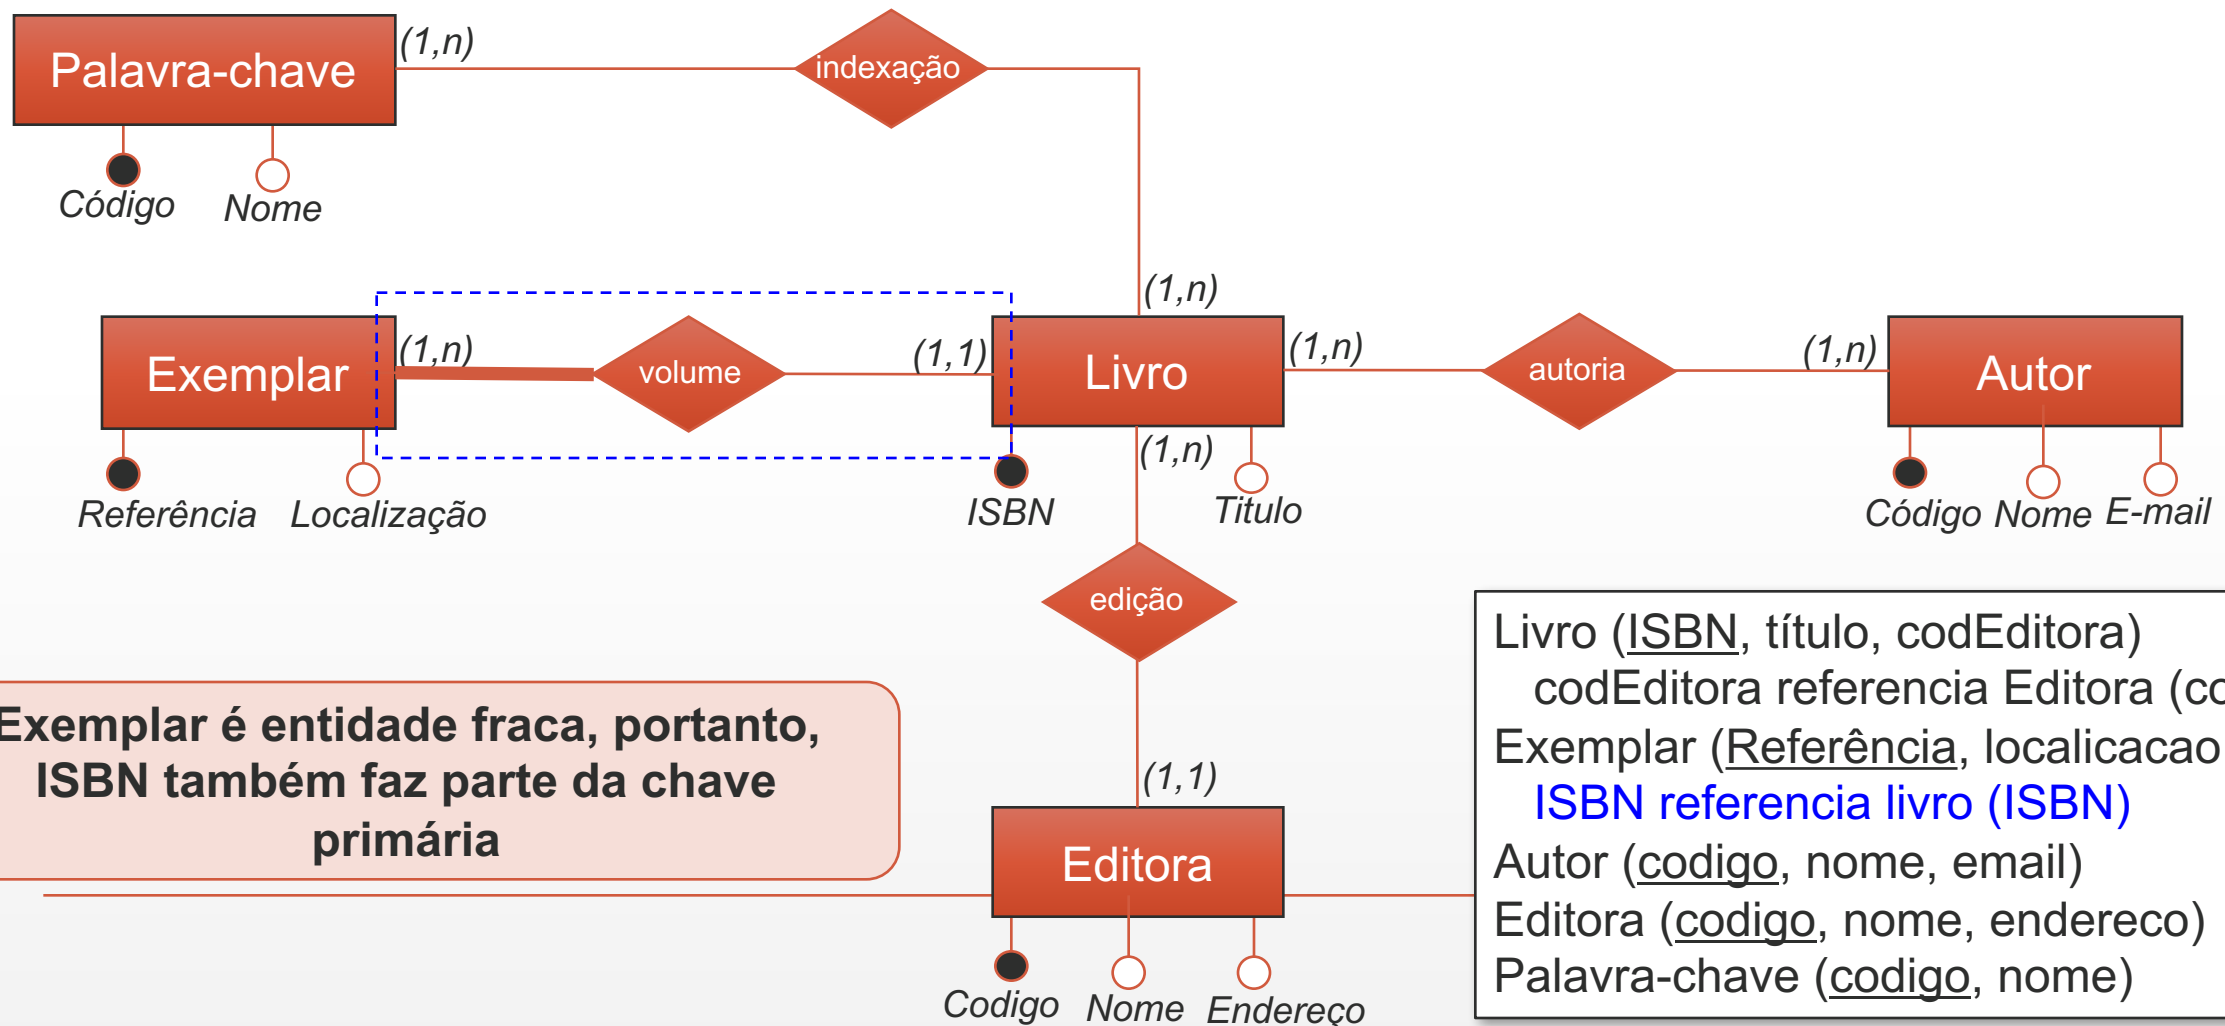 Palavra-chave
(1,n)
indexação
Código
Nome
(1,n)
Exemplar
(1,n)
volume
(1,1)
Livro
(1,n)
autoria
(1,n)
Autor
(1,n)
Referência
Localização
ISBN
Titulo
Código
Nome
E-mail
edição
Exemplar é entidade fraca, portanto,
ISBN também faz parte da chave
primária
(1,1)
Editora
Codigo
Nome
Endereço
Livro (ISBN, título, codEditora)
codEditora referencia Editora (co
Exemplar (Referência, localicacao
ISBN referencia livro (ISBN)
Autor (codigo, nome, email)
Editora (codigo, nome, endereco)
Palavra-chave (codigo, nome)